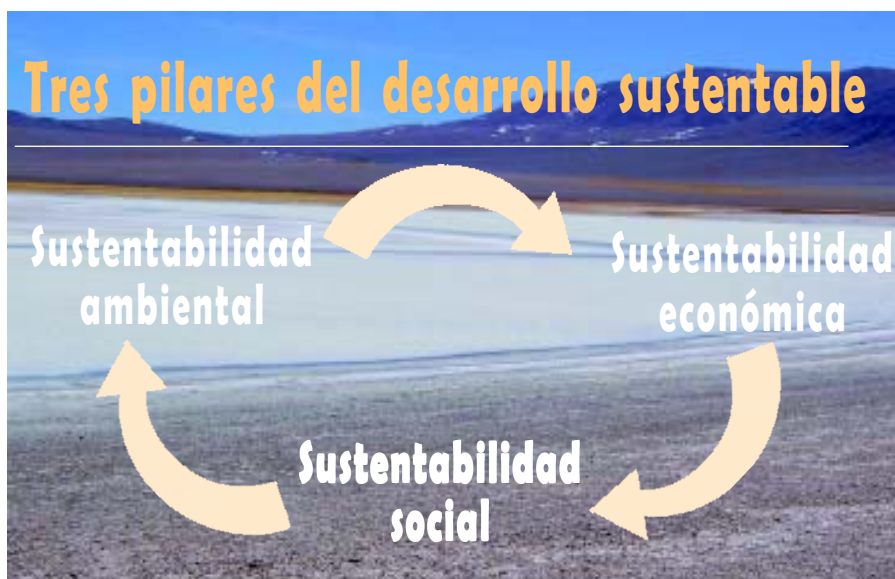 Tres pilares del desarrollo sustentable
Sustentabilidad
ambiental
Sustentabilidad
económica
Sustentabilidad
social